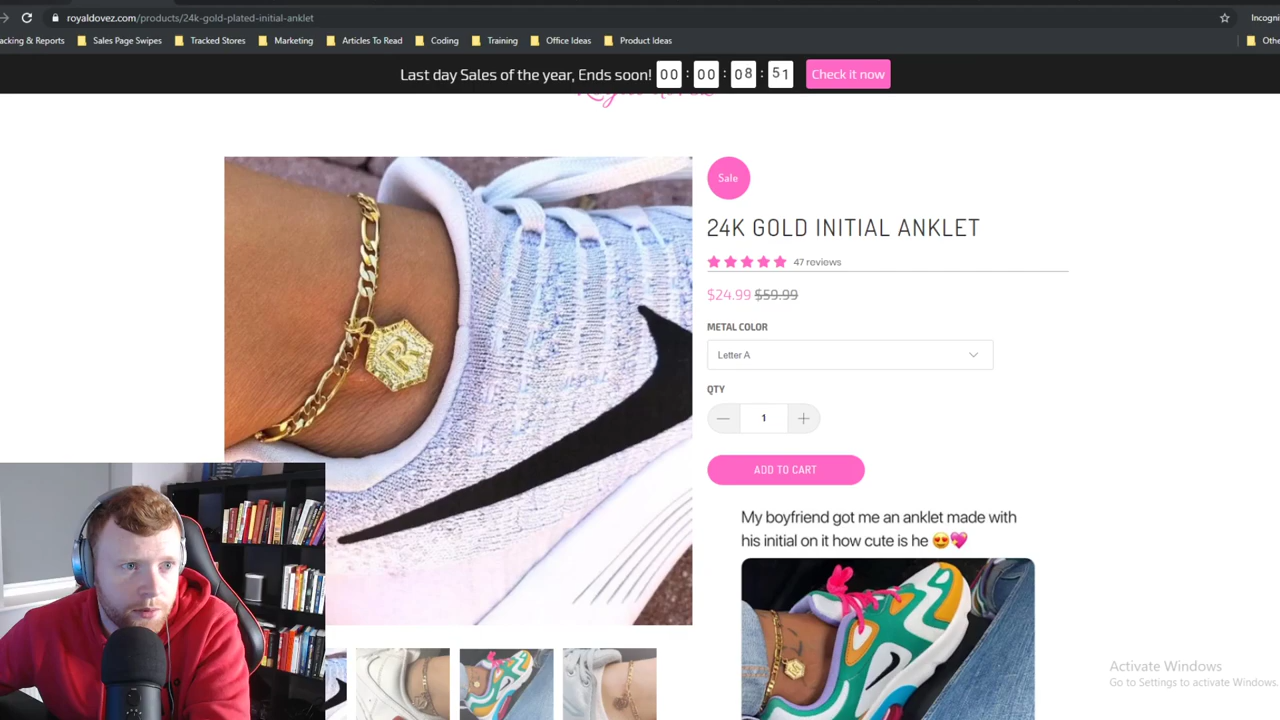 royaldovez.com/products/24k-gold-plated-initial-anklet
Incogni
acking & Reports Sales Page Swipes Tracked Stores Marketing Articles To Read Coding Training Office Ideas Product Ideas Othe
Last day Sales of the year, Ends soon! 00 : 00 : 08 : 51 Check it now
Sale
24K GOLD INITIAL ANKLET
47 reviews
$24.99 $59.99
METAL COLOR
Letter A
QTY
1
ADD TO CART
My boyfriend got me an anklet made with
his initial on it how cute is he 😍💖
R
Activate Windows
Go to Settings to activate Windows.